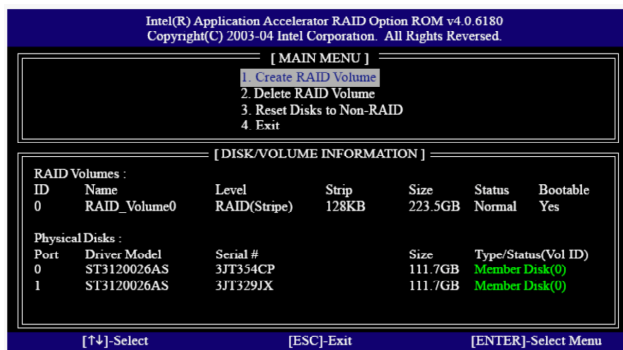 Intel(R) Application Accelerator RAID Option ROM v4.0.6180
Copyright(C) 2003-04 Intel Corporation. All Rights Reversed.
[ MAIN MENU ]
1. Create RAID Volume
2. Delete RAID Volume
3. Reset Disks to Non-RAID
4. Exit
[ DISK/VOLUME INFORMATION ]
RAID Volumes :
ID Name Level Strip Size Status Bootable
0 RAID_Volume0 RAID(Stripe) 128KB 223.5GB Normal Yes
Physical Disks :
Port Driver Model Serial # Size Type/Status(Vol ID)
0 ST3120026AS 3JT354CP 111.7GB Member Disk(0)
1 ST3120026AS 3JT329JX 111.7GB Member Disk(0)
[↑↓]-Select [ESC]-Exit [ENTER]-Select Menu